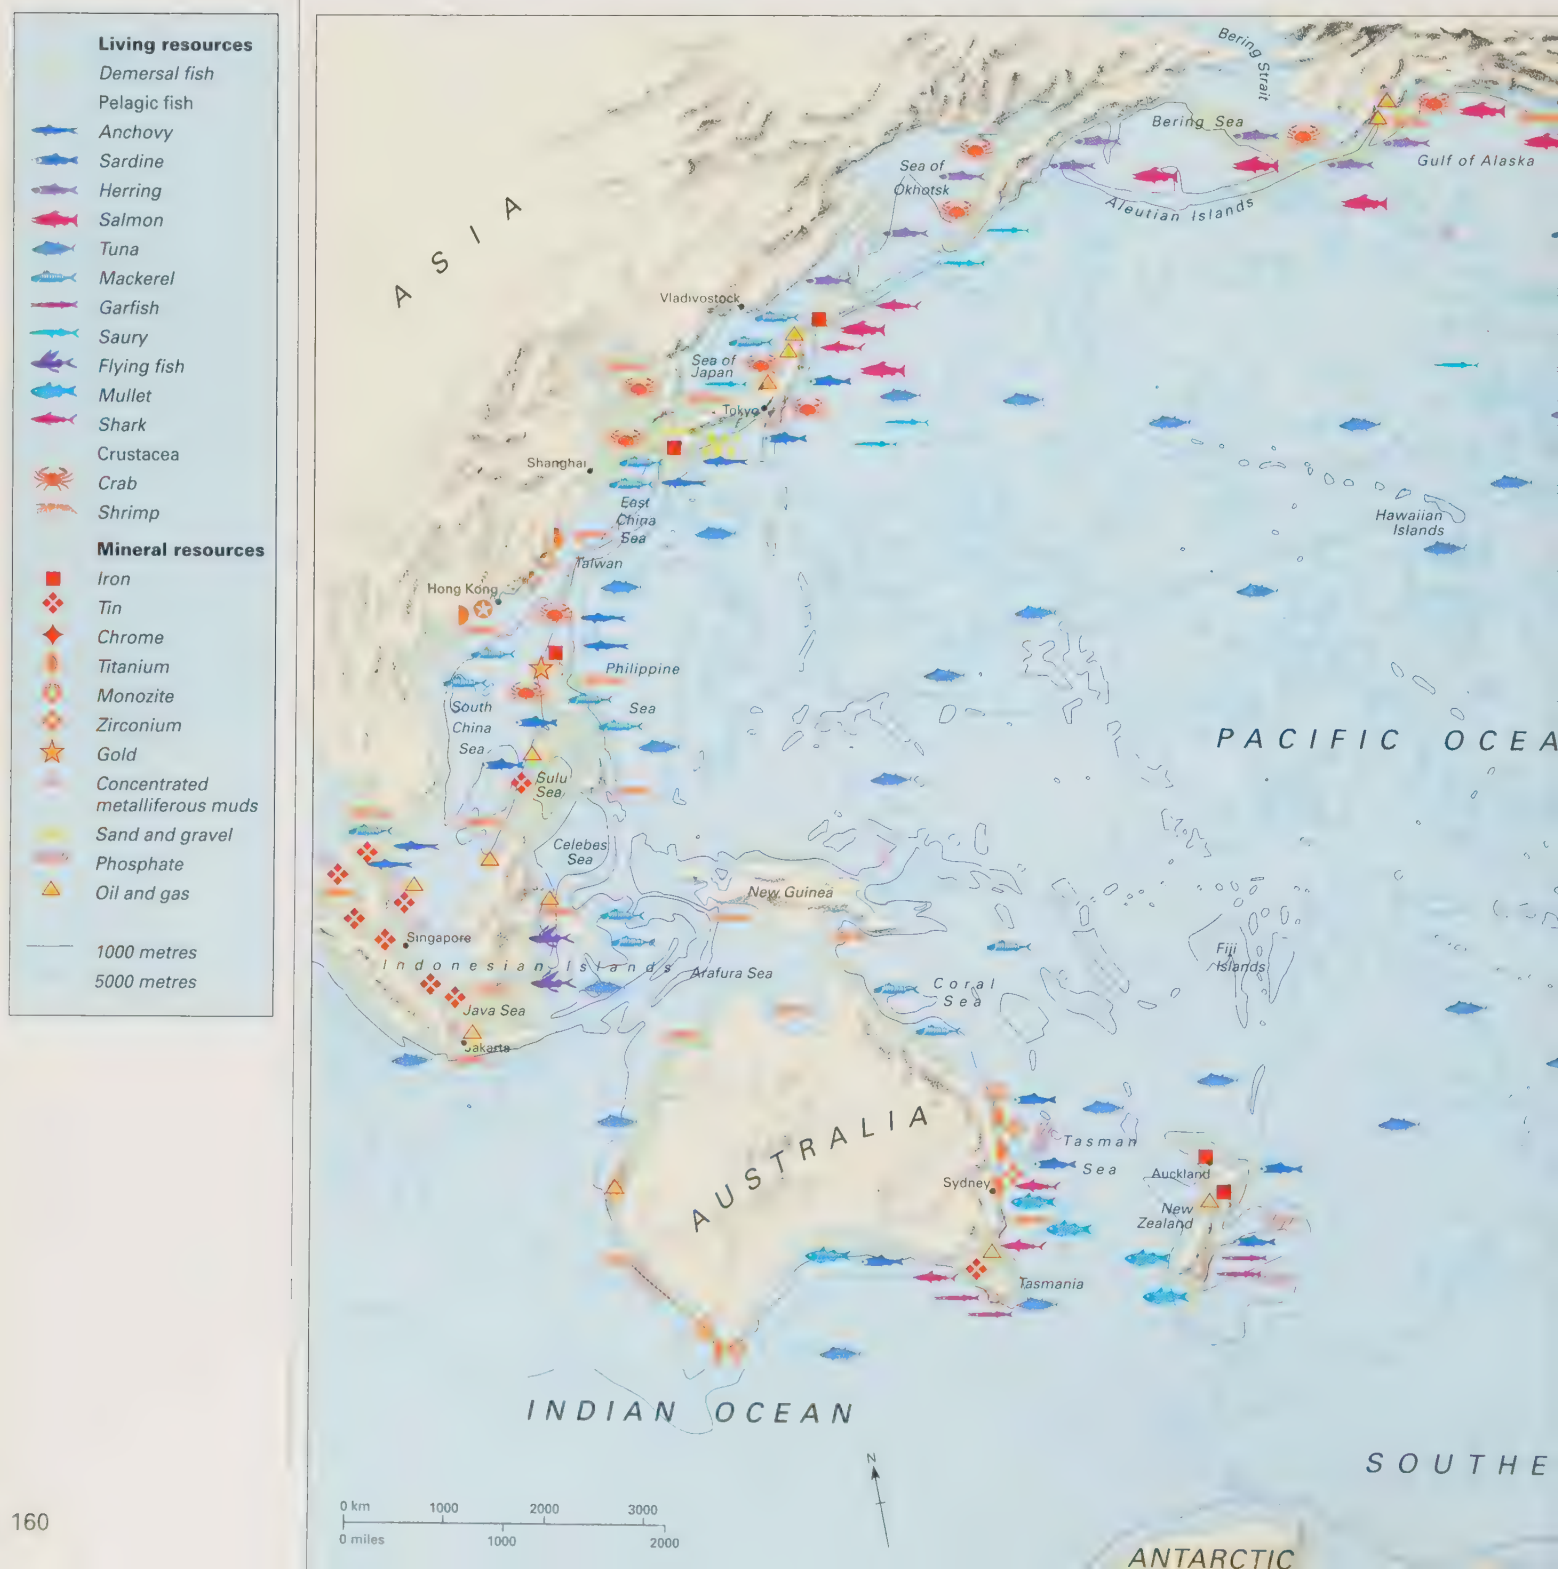 Living resources
Demersal fish
Pelagic fish
Anchovy
Sardine
Herring
Salmon
Tuna
Mackerel
Garfish
Saury
Flying fish
Mullet
Shark
Crustacea
Crab
Shrimp
Mineral resources
Iron
Tin
Chrome
Titanium
Monozite
Zirconium
Gold
Concentrated
metalliferous muds
Sand and gravel
Phosphate
Oil and gas
1000 metres
5000 metres
160
Bering Strait
Bering Sea
Gulf of Alaska
Aleutian Islands
Sea of
Okhotsk
ASIA
Vladivostock
Sea of
Japan
Tokyo
Shanghai
East
China
Sea
Taiwan
Hong Kong
Hawaiian
Islands
Philippine
Sea
South
China
Sea
PACIFIC OCEA
Sulu
Sea
Celebes
Sea
New Guinea
Singapore
Indonesian Islands
Arafura Sea
Java Sea
Jakarta
Coral
Sea
Fiji
Islands
AUSTRALIA
Tasman
Sea
Sydney
Auckland
New
Zealand
Tasmania
INDIAN OCEAN
SOUTHE
N
0 km 1000 2000 3000
0 miles 1000 2000
ANTARCTIC